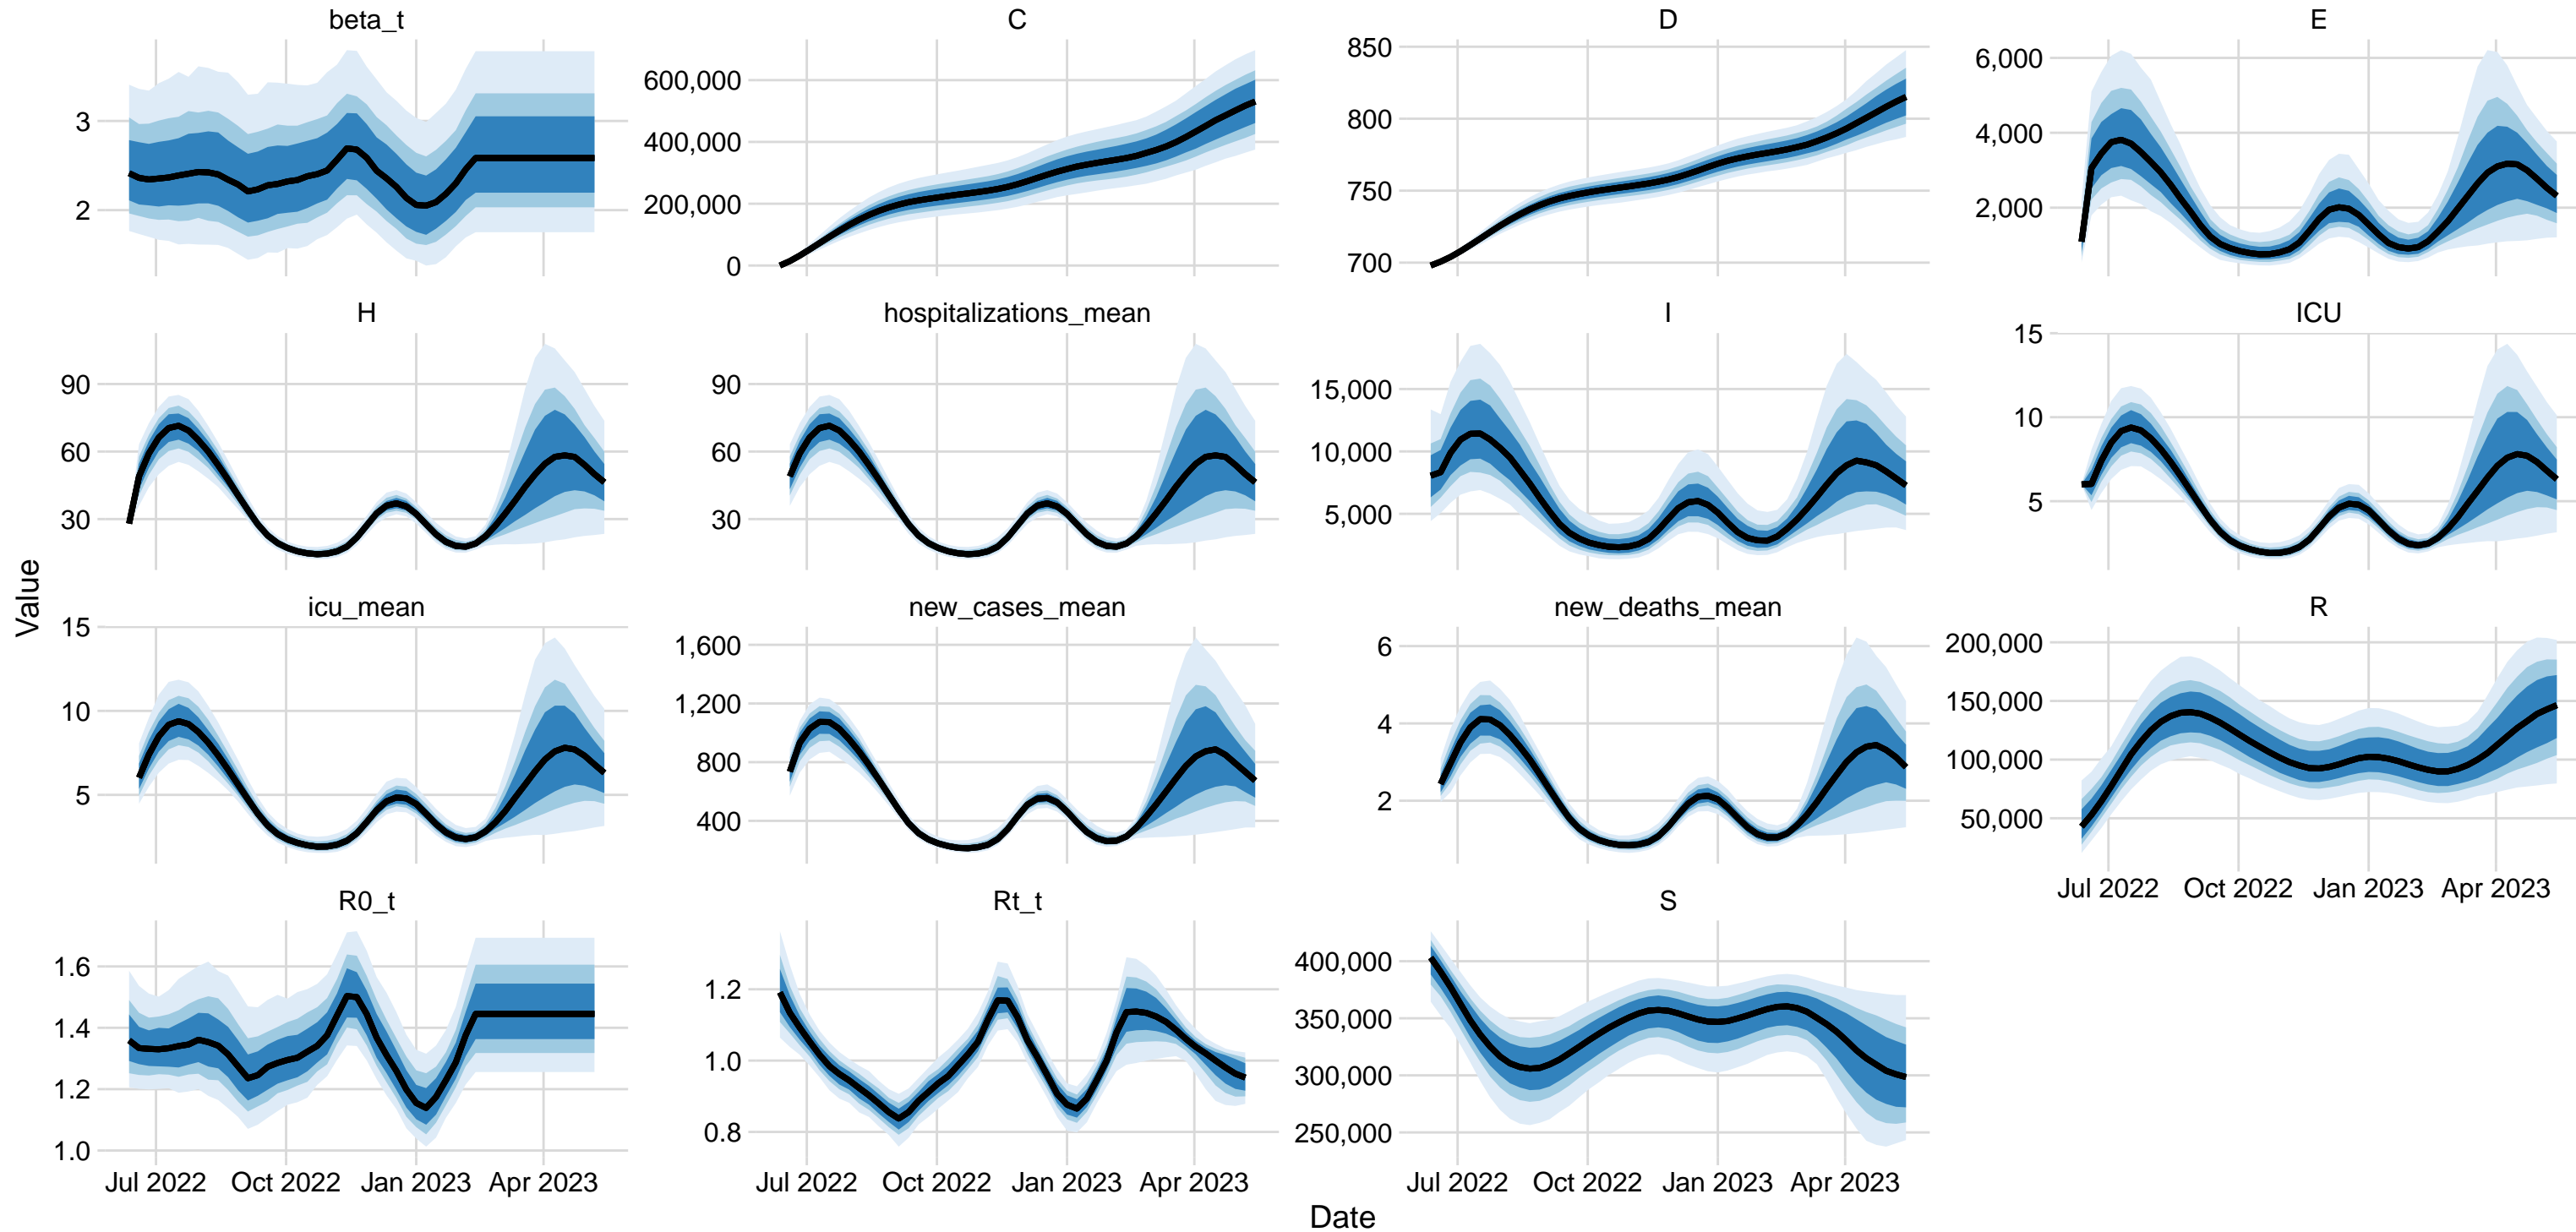 beta_t
C
D
E
3
2
600,000
400,000
200,000
0
850
800
750
700
6,000
4,000
2,000
H
hospitalizations_mean
I
ICU
90
60
30
90
60
30
15,000
10,000
5,000
15
10
5
Value
icu_mean
new_cases_mean
new_deaths_mean
R
15
10
5
1,600
1,200
800
400
6
4
2
200,000
150,000
100,000
50,000
Jul 2022 Oct 2022 Jan 2023 Apr 2023
R0_t
Rt_t
S
1.6
1.4
1.2
1.0
1.2
1.0
0.8
400,000
350,000
300,000
250,000
Jul 2022 Oct 2022 Jan 2023 Apr 2023
Jul 2022 Oct 2022 Jan 2023 Apr 2023
Jul 2022 Oct 2022 Jan 2023 Apr 2023
Date